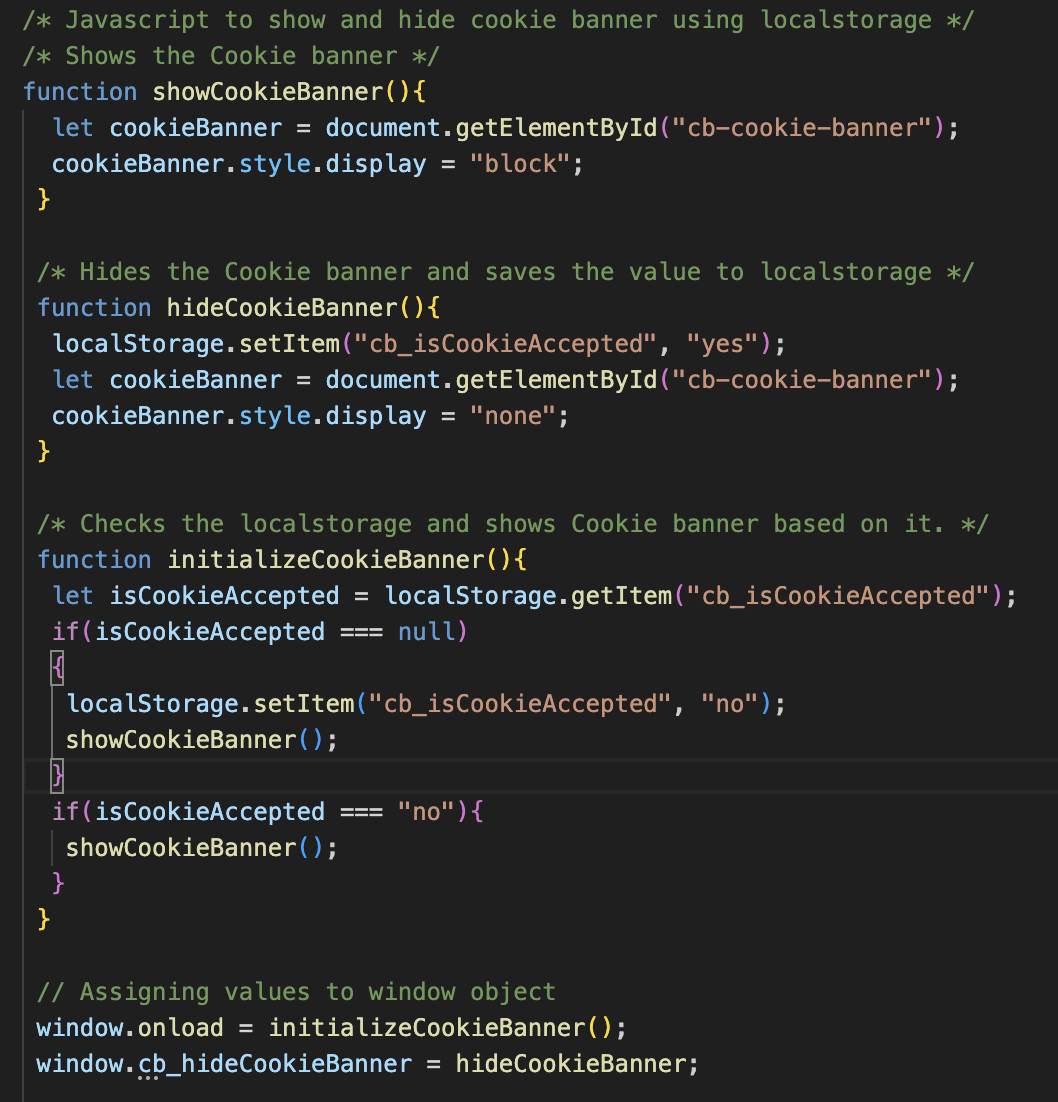 /* Javascript to show and hide cookie banner using localstorage */
/* Shows the Cookie banner */
function showCookieBanner(){
  let cookieBanner = document.getElementById("cb-cookie-banner");
  cookieBanner.style.display = "block";
 }

 /* Hides the Cookie banner and saves the value to localstorage */
 function hideCookieBanner(){
  localStorage.setItem("cb_isCookieAccepted", "yes");
  let cookieBanner = document.getElementById("cb-cookie-banner");
  cookieBanner.style.display = "none";
 }

 /* Checks the localstorage and shows Cookie banner based on it. */
 function initializeCookieBanner(){
  let isCookieAccepted = localStorage.getItem("cb_isCookieAccepted");
  if(isCookieAccepted === null)
  {
   localStorage.setItem("cb_isCookieAccepted", "no");
   showCookieBanner();
  }
  if(isCookieAccepted === "no"){
   showCookieBanner();
  }
 }

 // Assigning values to window object
 window.onload = initializeCookieBanner();
 window.cb_hideCookieBanner = hideCookieBanner;